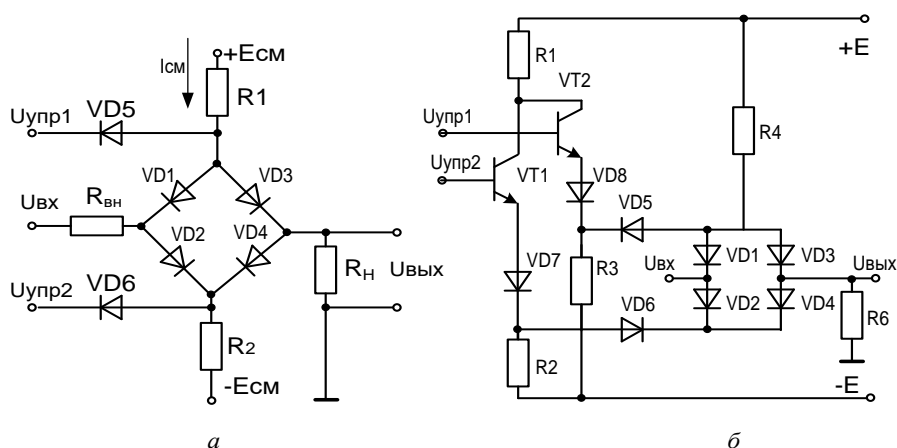 +Eсм
Iсм
R1
Uупр1
VD5
VD1
VD3
Uвх
Rвн
VD2
VD4
RН
Uвых
Uупр2
VD6
R2
-Eсм
а
+E
R1
VT2
Uупр1
R4
Uупр2
VT1
VD8
VD5
VD7
R3
Uвх
VD1
VD3
Uвых
VD2
VD4
VD6
R6
R2
-E
б